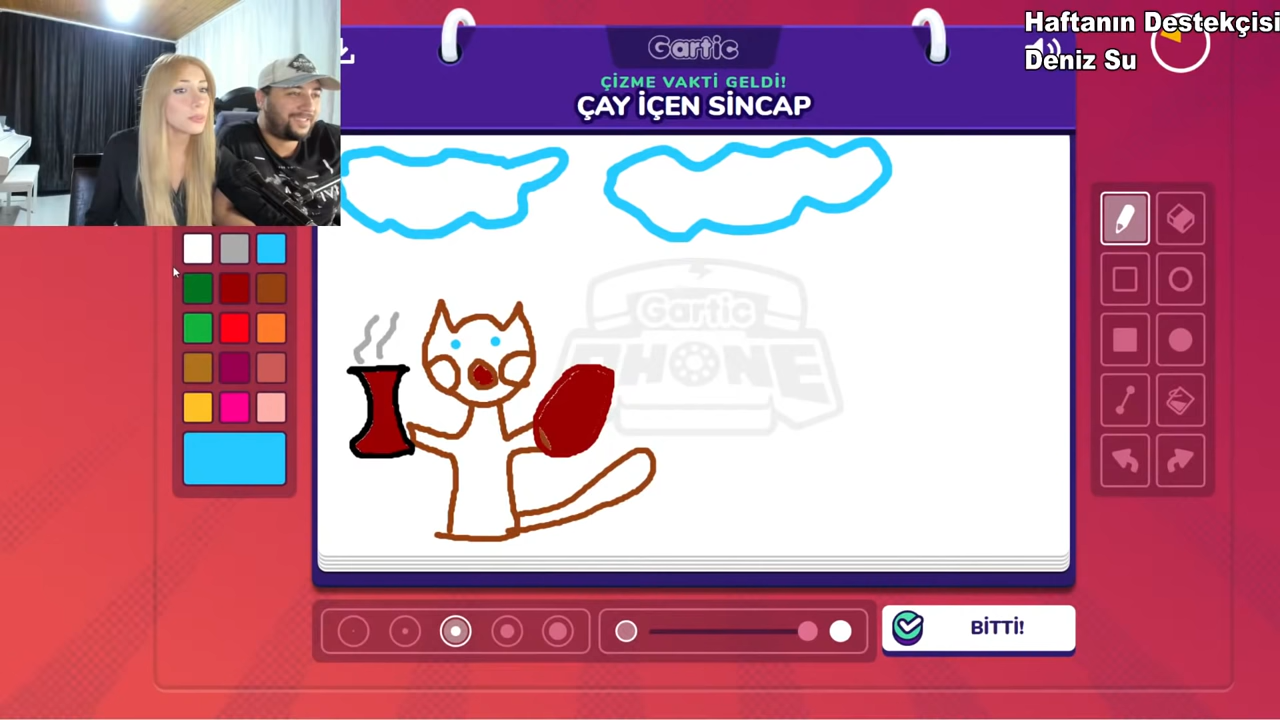 Haftanın Destekçisi
Deniz Su
Gartic
ÇİZME VAKTİ GELDİ!
ÇAY İÇEN SİNCAP
Gartic
PHONE
BİTTİ!